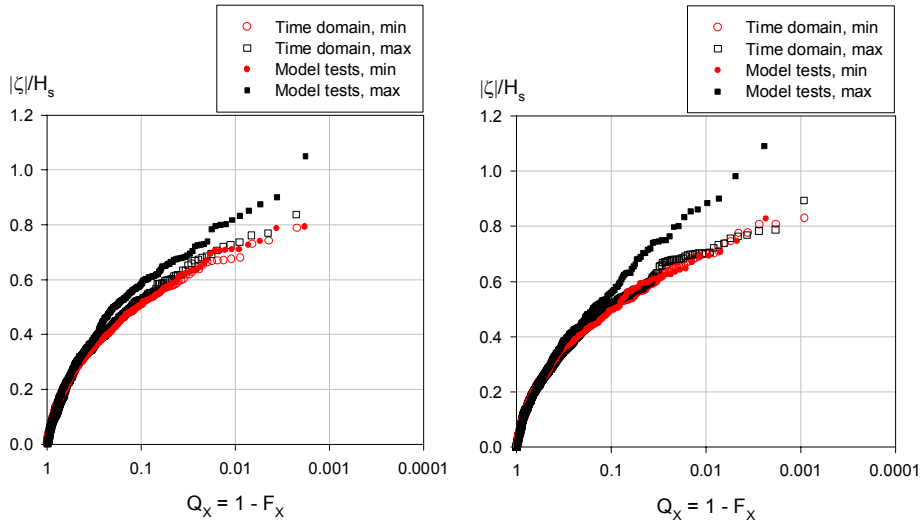 Time domain, min
Time domain, max
Model tests, min
Model tests, max
|ζ|/Hs
1.2
1.0
0.8
0.6
0.4
0.2
0.0
1 0.1 0.01 0.001 0.0001
QX = 1 - FX
Time domain, min
Time domain, max
Model tests, min
Model tests, max
|ζ|/Hs
1.2
1.0
0.8
0.6
0.4
0.2
0.0
1 0.1 0.01 0.001 0.0001
QX = 1 - FX